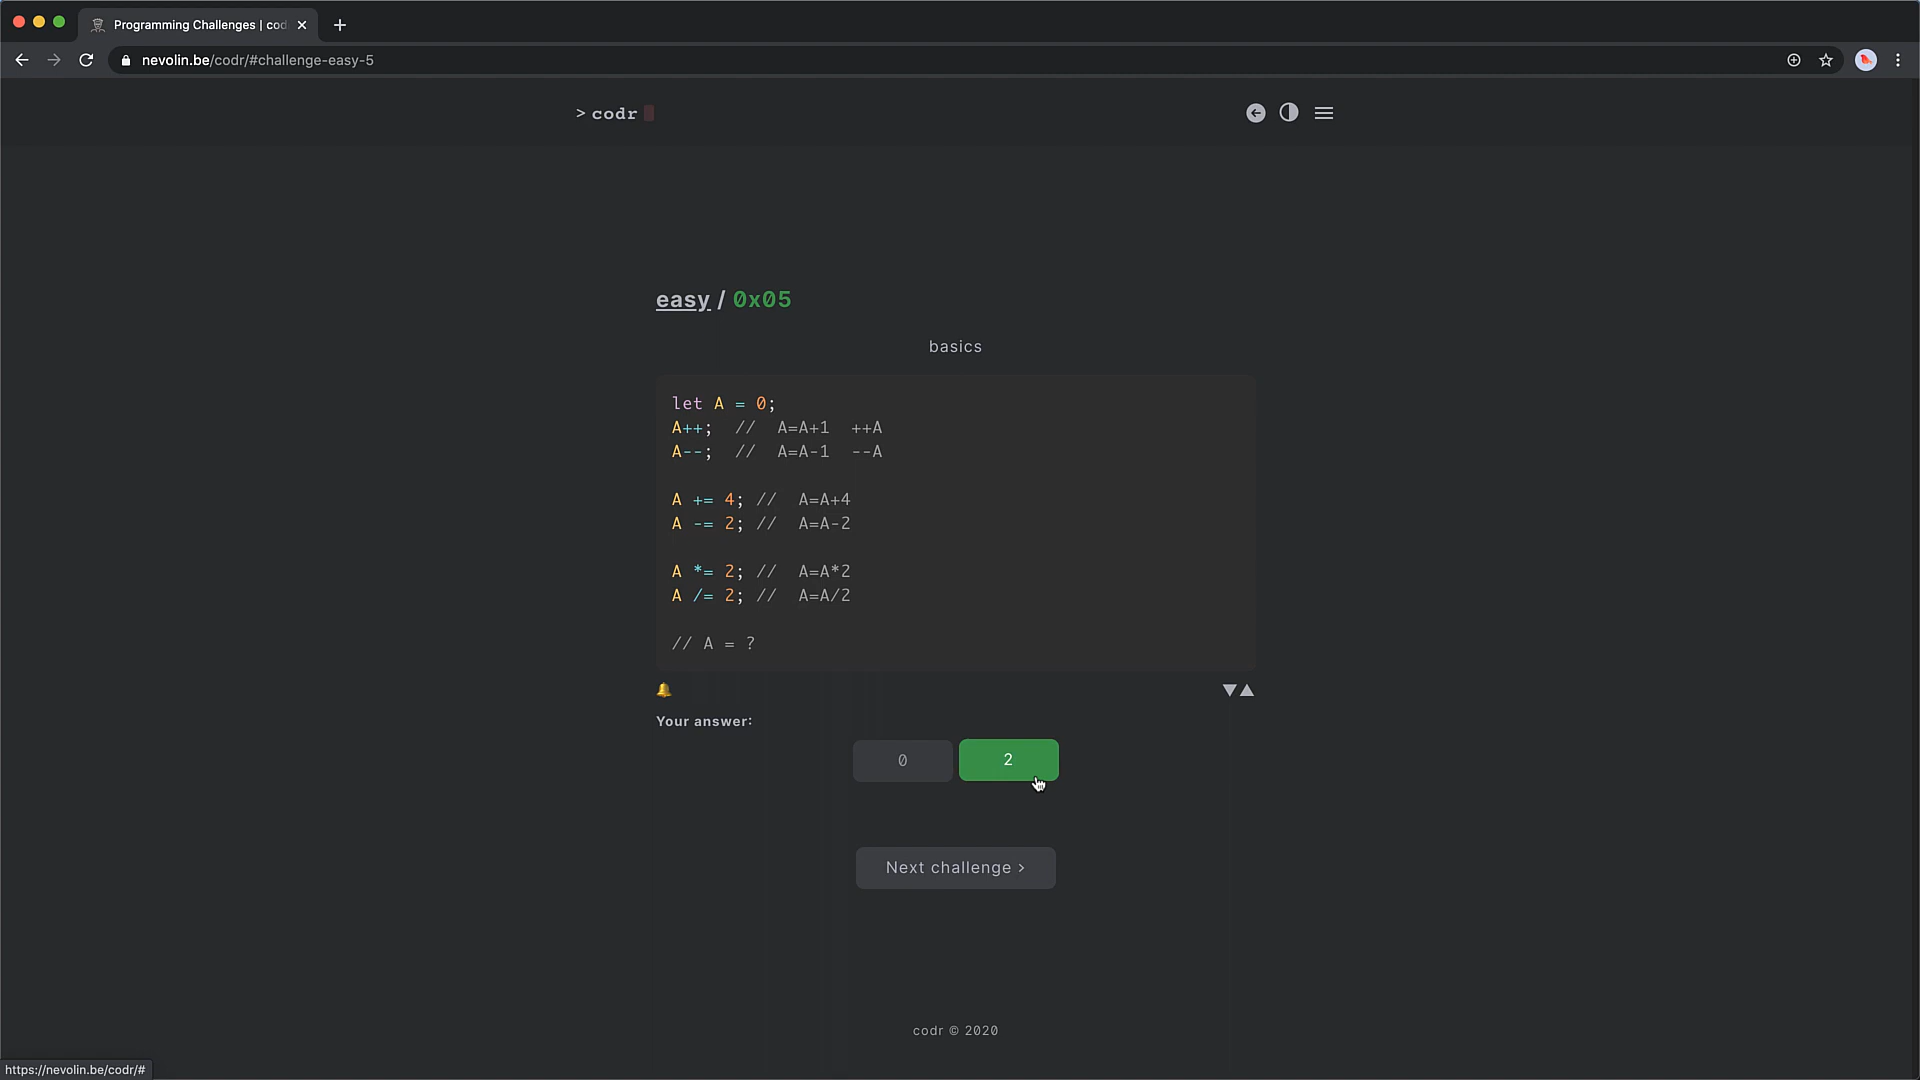 Programming Challenges | cod
nevolin.be/codr/#challenge-easy-5
> codr
easy / 0x05
basics
let A = 0;
A++;  //  A=A+1  ++A
A--;  //  A=A-1  --A
A += 4; //  A=A+4
A -= 2; //  A=A-2
A *= 2; //  A=A*2
A /= 2; //  A=A/2
// A = ?
Your answer:
0 2
Next challenge >
codr © 2020
https://nevolin.be/codr/#